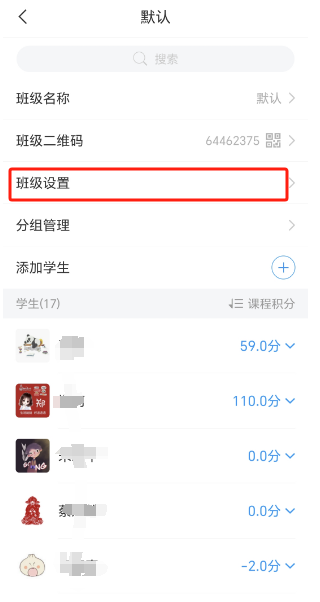 默认
搜索
班级名称 默认
班级二维码 64462375
班级设置
分组管理
添加学生
学生(17) 课程积分
59.0分
郑 110.0分
0.0分
0.0分
-2.0分